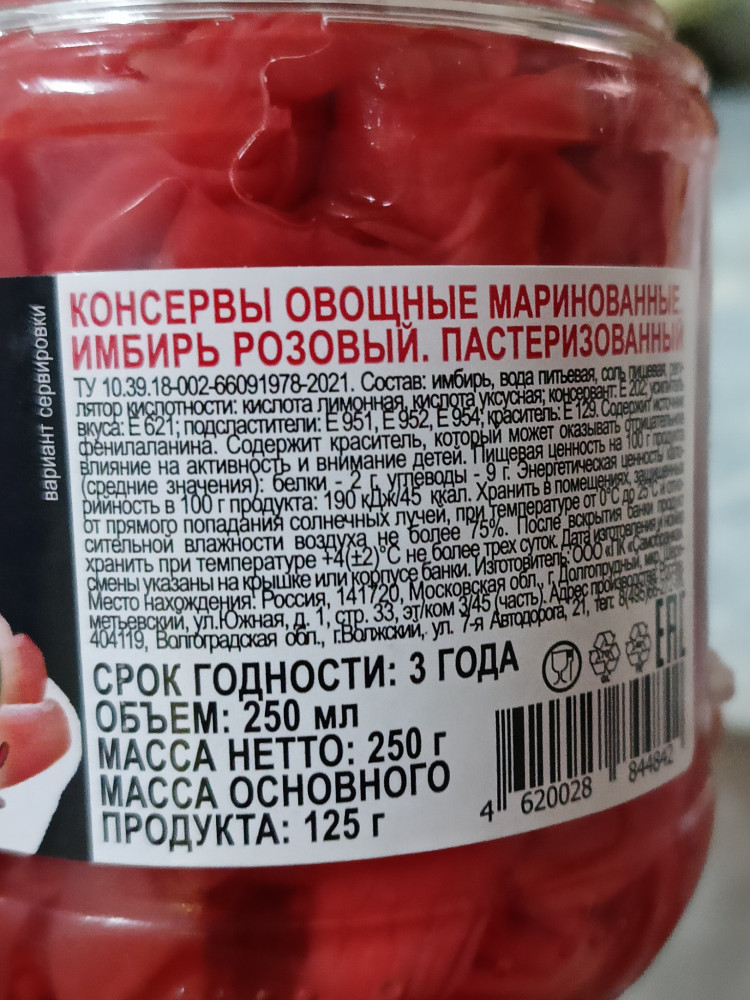 вариант сервировки
КОНСЕРВЫ ОВОЩНЫЕ МАРИНОВАННЫЕ.
ИМБИРЬ РОЗОВЫЙ. ПАСТЕРИЗОВАННЫЙ
ТУ 10.39.18-002-66091978-2021. Состав: имбирь, вода питьевая, соль пищевая, регу-
лятор кислотности: кислота лимонная, кислота уксусная; консервант: Е 202, усилитель
вкуса: Е 621; подсластители: Е 951, Е 952, Е 954; краситель: Е 129. Содержит источник
фенилаланина. Содержит краситель, который может оказывать отрицательное
влияние на активность и внимание детей. Пищевая ценность на 100 г продукта
(средние значения): белки - 2 г, углеводы - 9 г. Энергетическая ценность (кало-
рийность в 100 г продукта: 190 кДж/45 ккал. Хранить в помещениях, защищенных
от прямого попадания солнечных лучей, при температуре от 0°С до 25°С и отно-
сительной влажности воздуха не более 75%. После вскрытия банки продукт
хранить при температуре +4(±2)°С не более трех суток. Дата изготовления и номер
смены указаны на крышке или корпусе банки. Изготовитель: ООО «ПК «Самобранка»
Место нахождения: Россия, 141720, Московская обл., г. Долгопрудный, мкр. Шере-
метьевский, ул.Южная, д. 1, стр. 33, эт/ком 3/45 (часть). Адрес производства:
404119, Волгоградская обл., г.Волжский, ул. 7-я Автодорога, 21, тел.
СРОК ГОДНОСТИ: 3 ГОДА
ОБЪЕМ: 250 мл
МАССА НЕТТО: 250 г
МАССА ОСНОВНОГО
ПРОДУКТА: 125 г
EAC
4 620028 844842